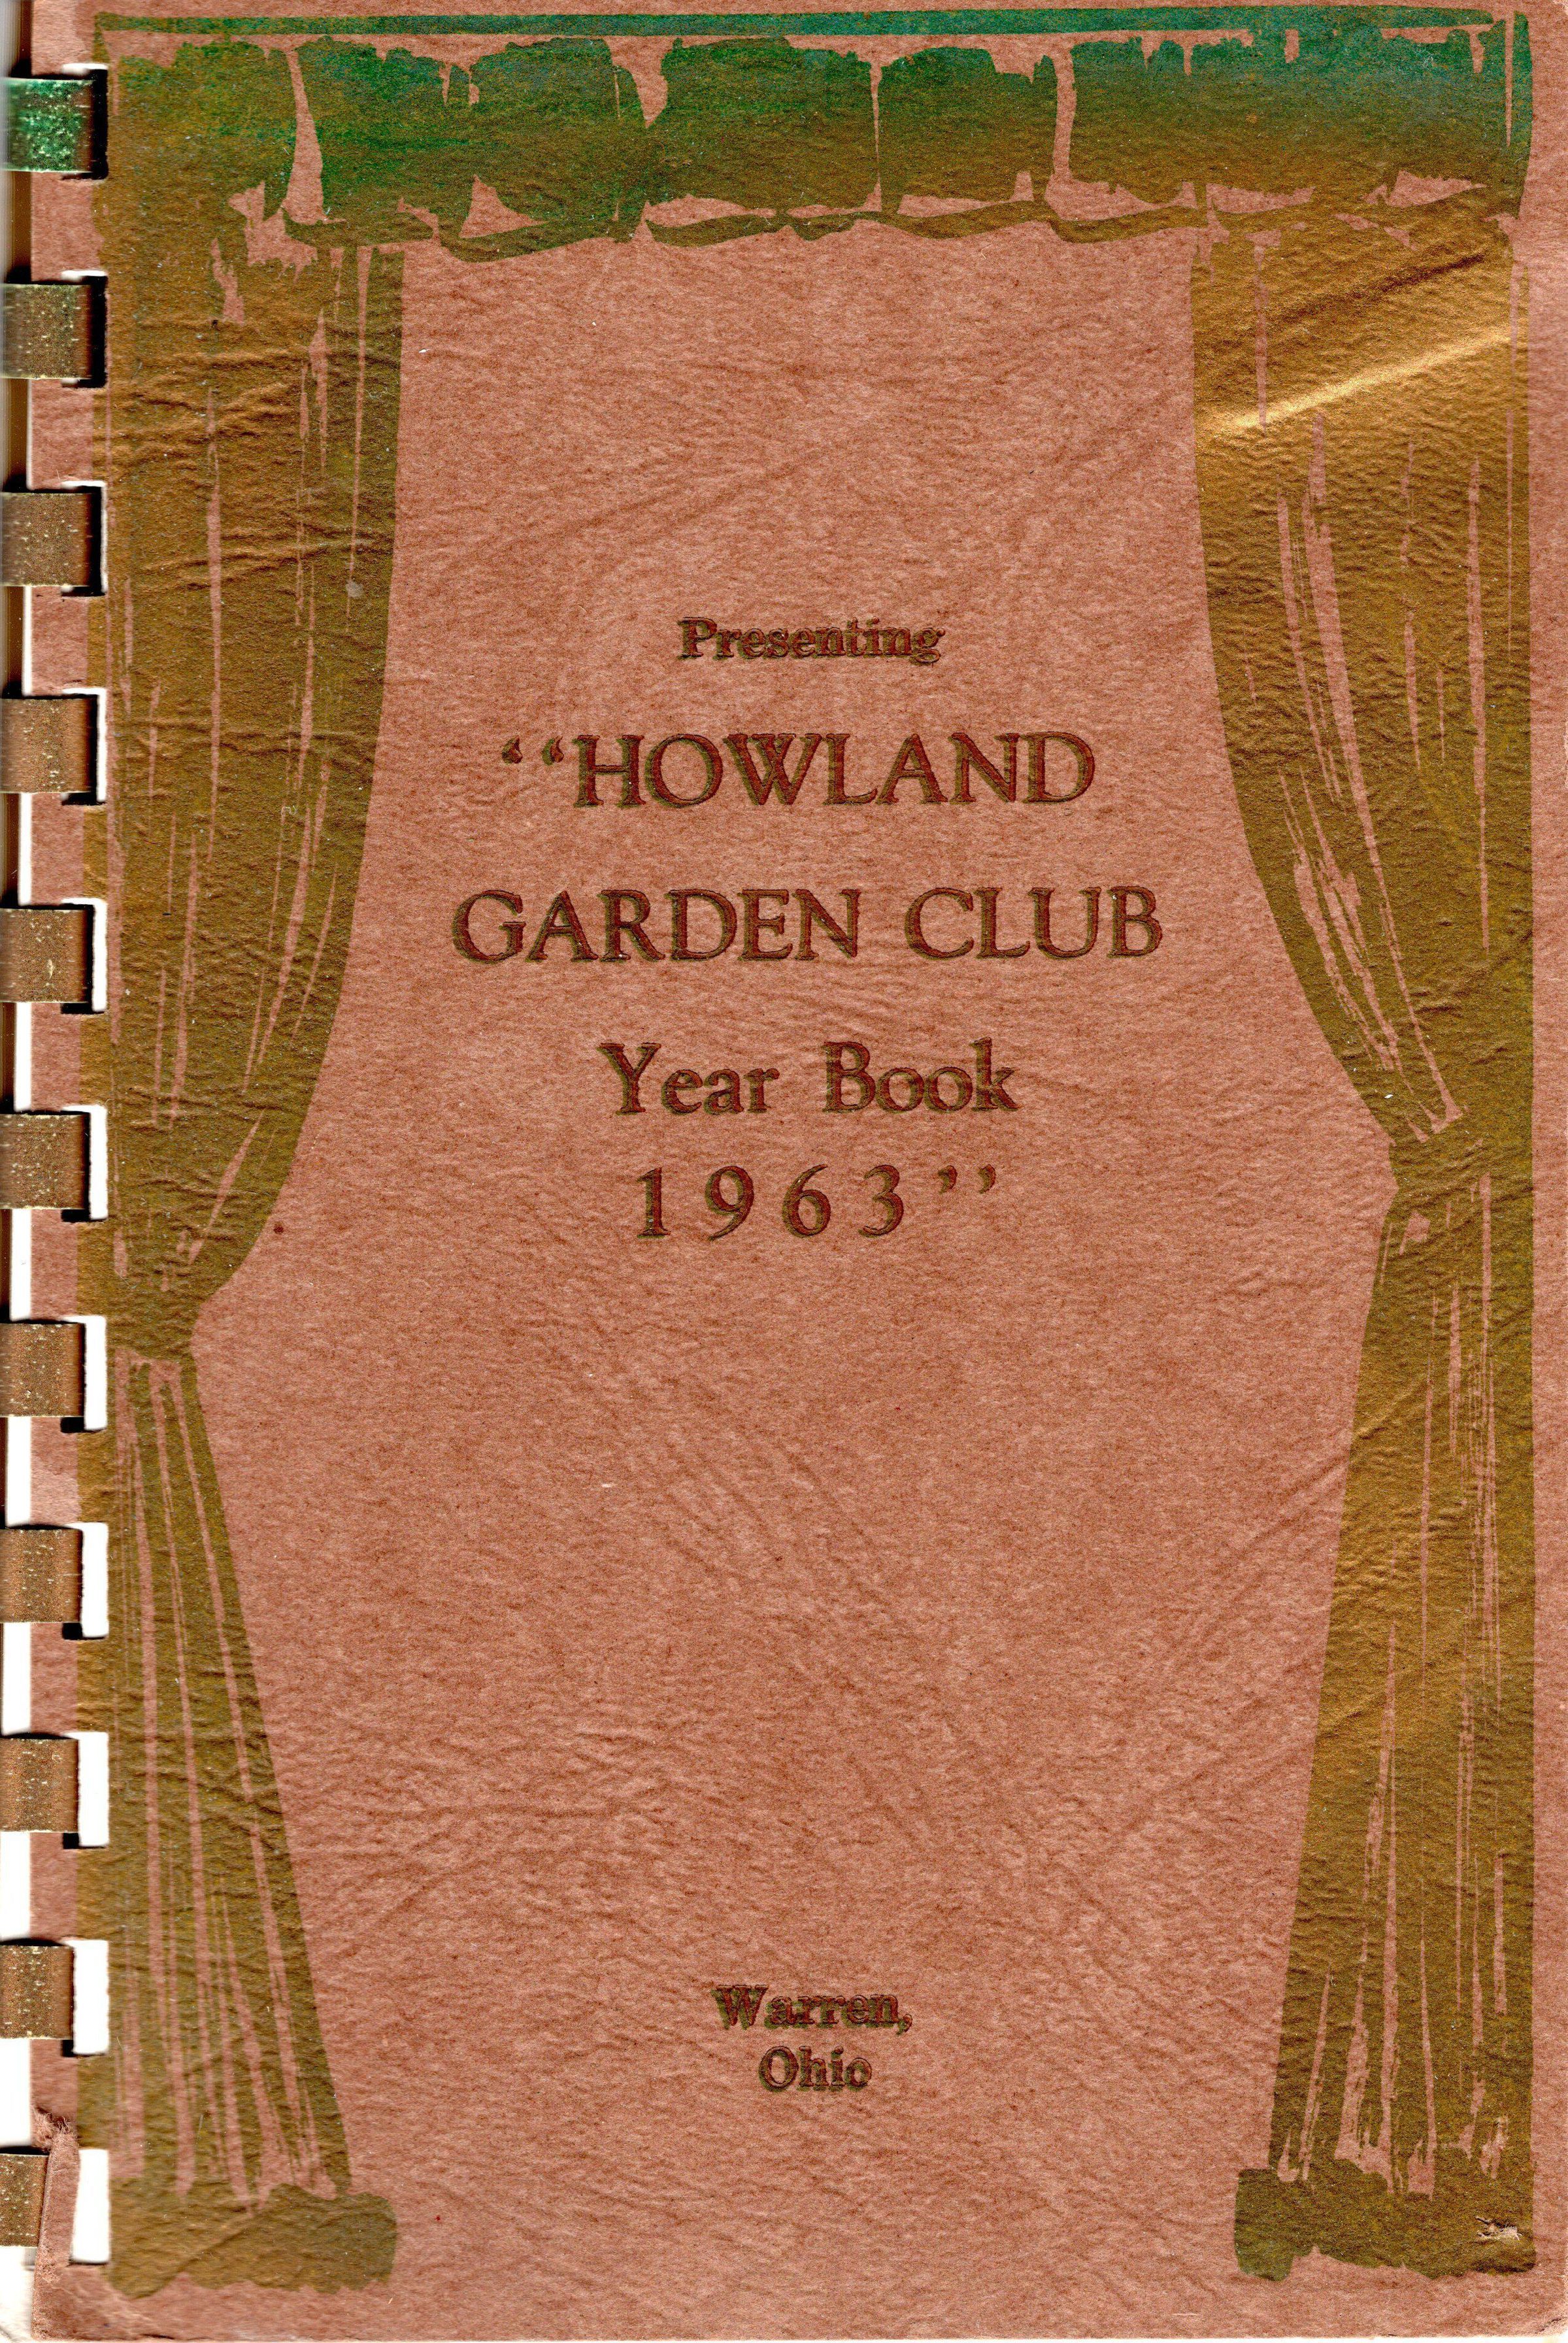 Presenting
‘‘HOWLAND
GARDEN CLUB
Year Book
1963’’
Warren,
Ohio